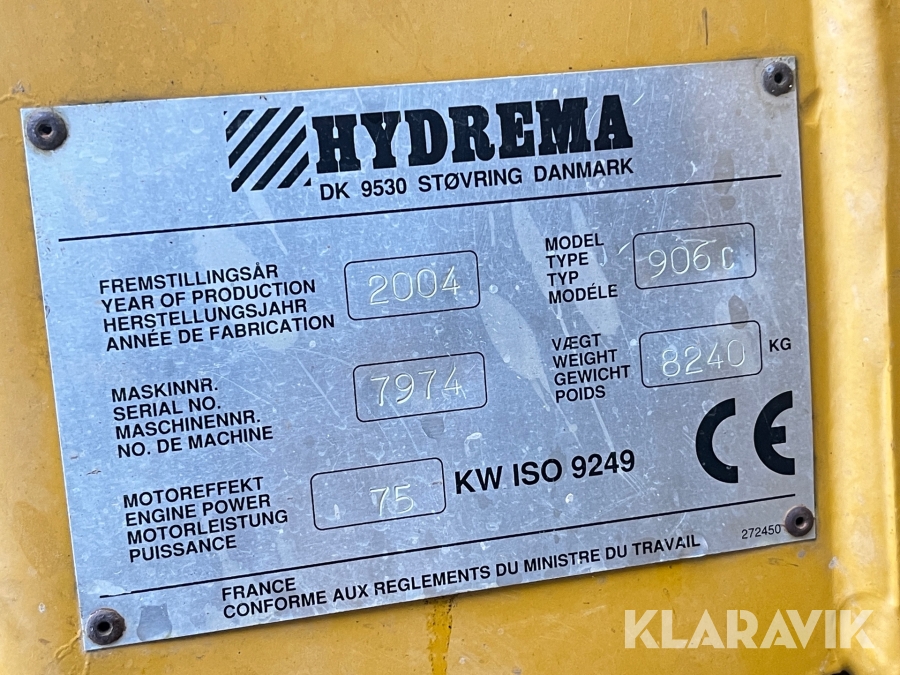 HYDREMA
DK 9530 STØVRING DANMARK
FREMSTILLINGSÅR
YEAR OF PRODUCTION
HERSTELLUNGSJAHR
ANNÉE DE FABRICATION
2004
MODEL
TYPE
TYP
MODÉLE
906C
MASKINNR.
SERIAL NO.
MASCHINENNR.
NO. DE MACHINE
7974
VÆGT
WEIGHT
GEWICHT
POIDS
8240 KG
MOTOREFFEKT
ENGINE POWER
MOTORLEISTUNG
PUISSANCE
75 KW ISO 9249
CE
FRANCE
CONFORME AUX REGLEMENTS DU MINISTRE DU TRAVAIL
272450
KLARAVIK